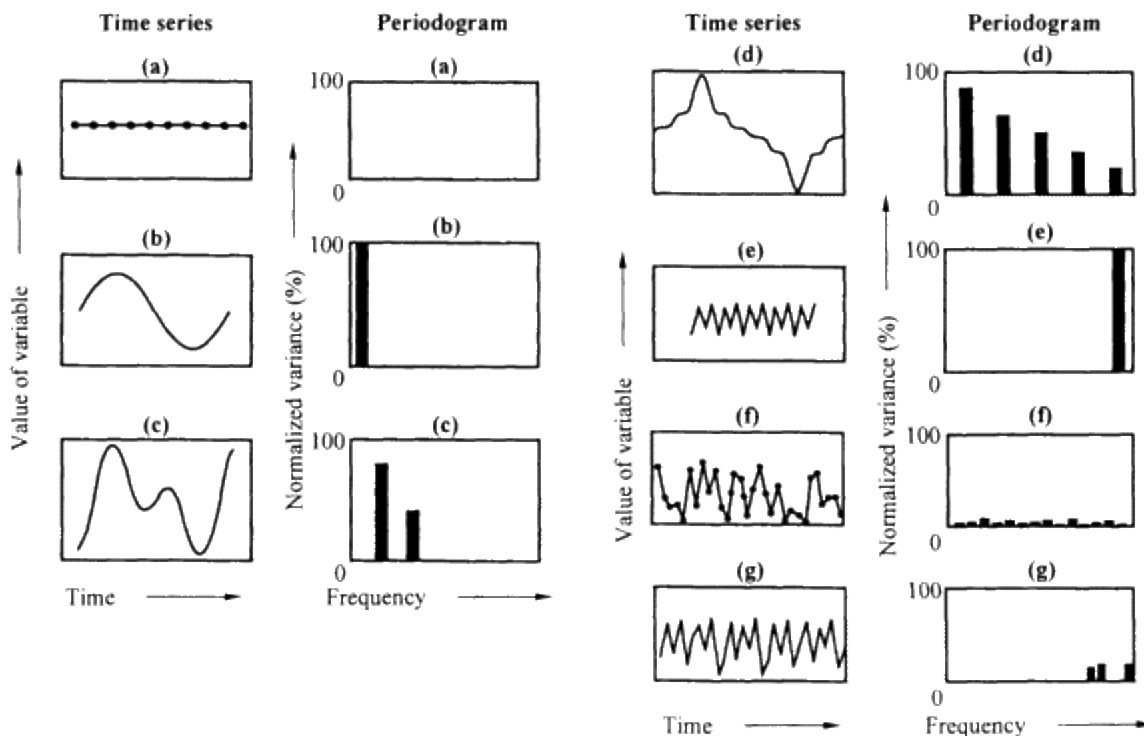 Time series
Periodogram
(a)
(a)
100
0
(b)
(b)
100
0
(c)
(c)
100
0
Value of variable
Normalized variance (%)
Time
Frequency
Time series
Periodogram
(d)
(d)
100
0
(e)
(e)
100
0
(f)
(f)
100
0
(g)
(g)
100
0
Value of variable
Normalized variance (%)
Time
Frequency